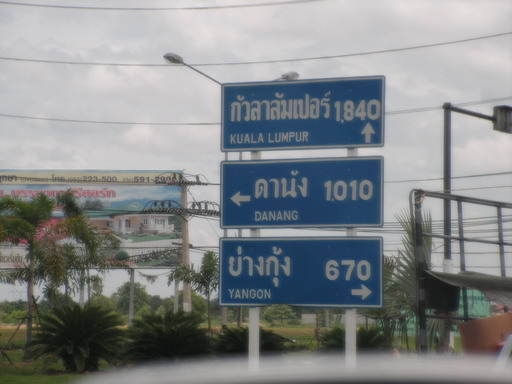 กัวลาลัมเปอร์ 1,840
KUALA LUMPUR
ดานัง 1010
DANANG
ย่างกุ้ง 670
YANGON